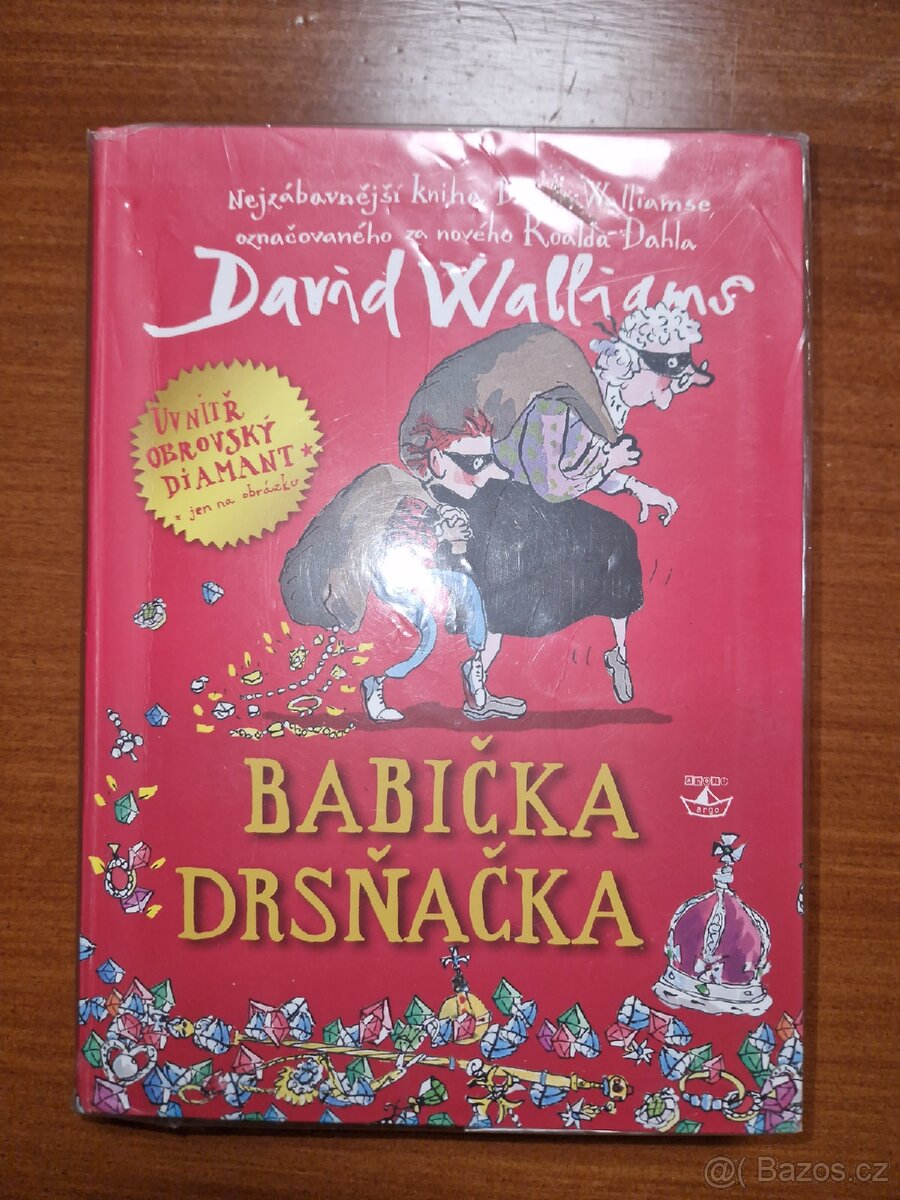 Nejzábavnější kniha Walliamse,
označovaného za nového Roalda Dahla
David Walliams
UVNITŘ
OBROVSKÝ
DIAMANT *
* jen na obrázku
BABIČKA
argo
DRSŇAČKA
@( Bazos.cz